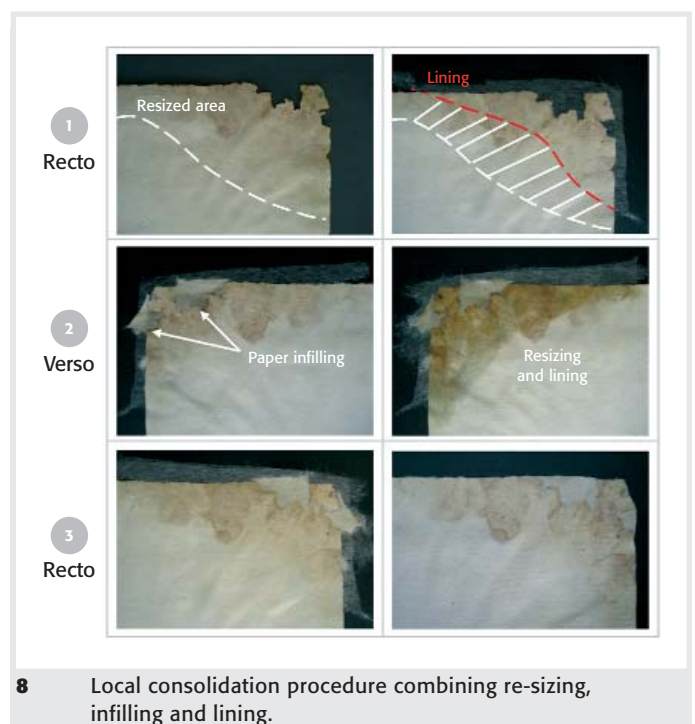 1
Recto
Resized area
Lining
2
Verso
Paper infilling
Resizing
and lining
3
Recto
8 Local consolidation procedure combining re-sizing,
infilling and lining.